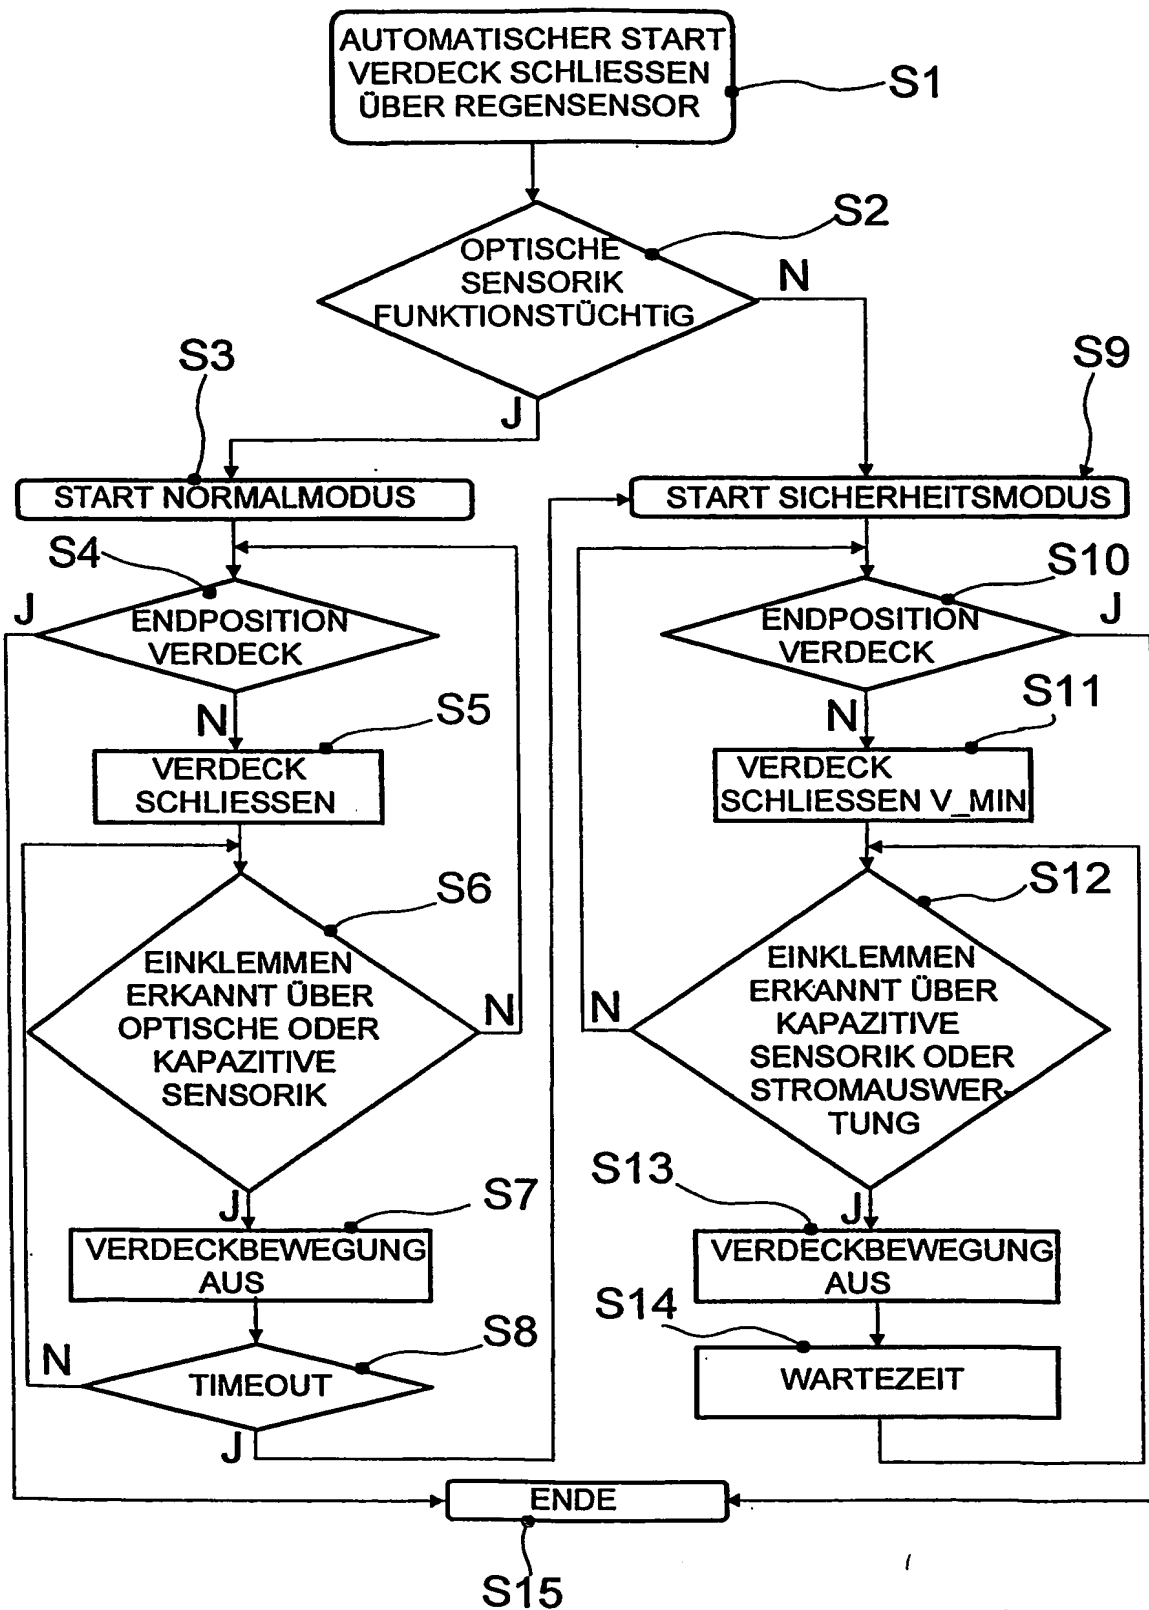 AUTOMATISCHER START
VERDECK SCHLIESSEN
ÜBER REGENSENSOR
S1
S2
OPTISCHE
SENSORIK
FUNKTIONSTÜCHTiG
N
J
S3
S9
START NORMALMODUS
START SICHERHEITSMODUS
S4
J
ENDPOSITION
VERDECK
N
S10
J
ENDPOSITION
VERDECK
N
S5
VERDECK
SCHLIESSEN
S11
VERDECK
SCHLIESSEN V_MIN
S6
EINKLEMMEN
ERKANNT ÜBER
OPTISCHE ODER
KAPAZITIVE
SENSORIK
N
J
S12
EINKLEMMEN
ERKANNT ÜBER
KAPAZITIVE
SENSORIK ODER
STROMAUSWER-
TUNG
N
J
S7
VERDECKBEWEGUNG
AUS
S13
VERDECKBEWEGUNG
AUS
S8
N
TIMEOUT
J
S14
WARTEZEIT
ENDE
S15